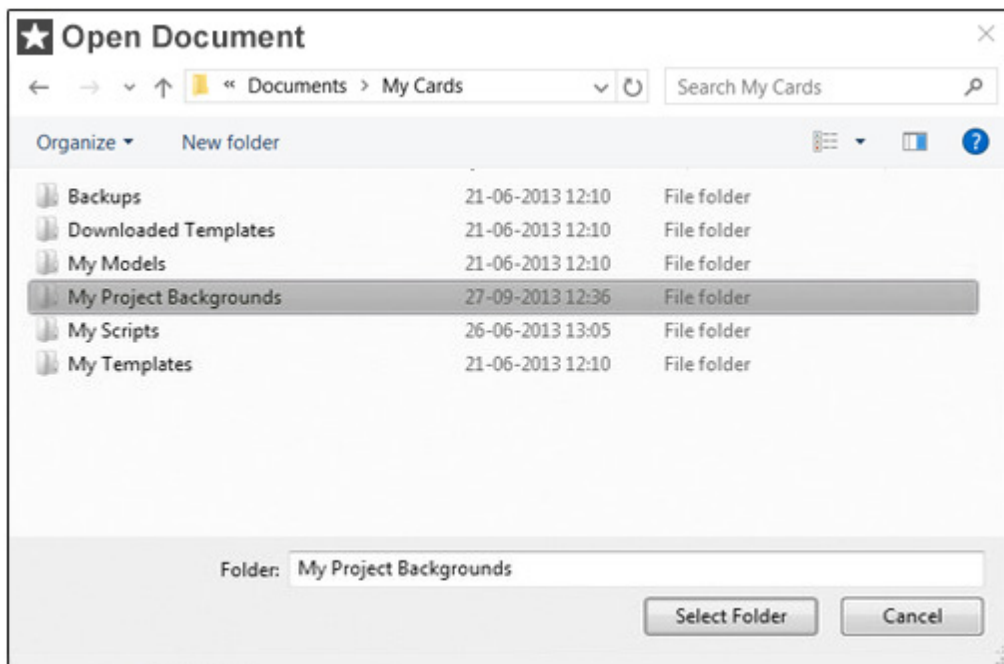 Open Document
« Documents > My Cards
Search My Cards
Organize
New folder
?
Backups 21-06-2013 12:10 File folder
Downloaded Templates 21-06-2013 12:10 File folder
My Models 21-06-2013 12:10 File folder
My Project Backgrounds 27-09-2013 12:36 File folder
My Scripts 26-06-2013 13:05 File folder
My Templates 21-06-2013 12:10 File folder
Folder: My Project Backgrounds
Select Folder
Cancel